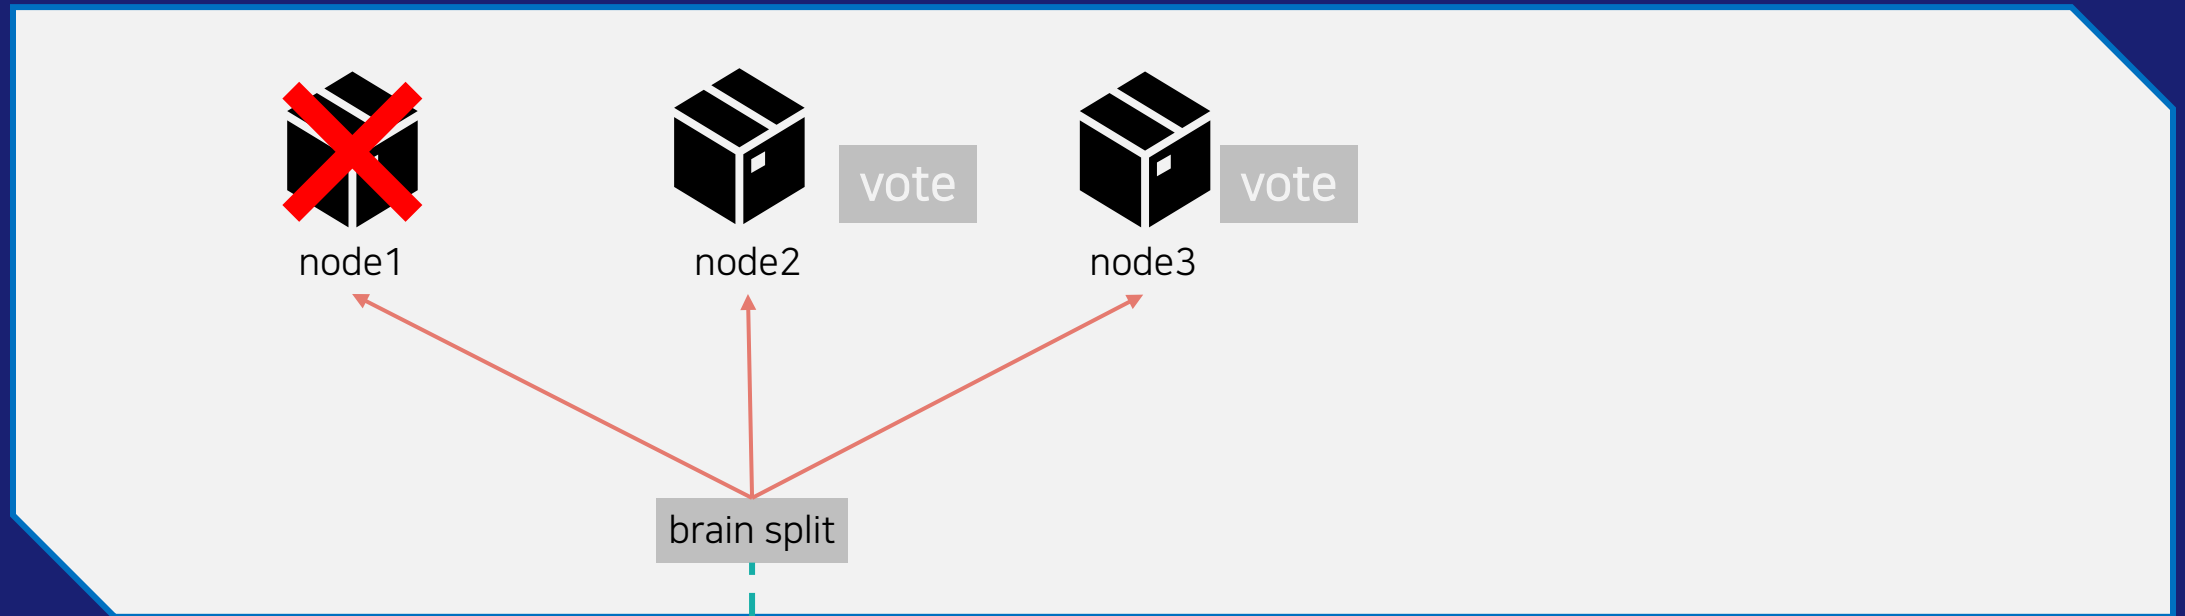 vote
vote
node1
node2
node3
brain split